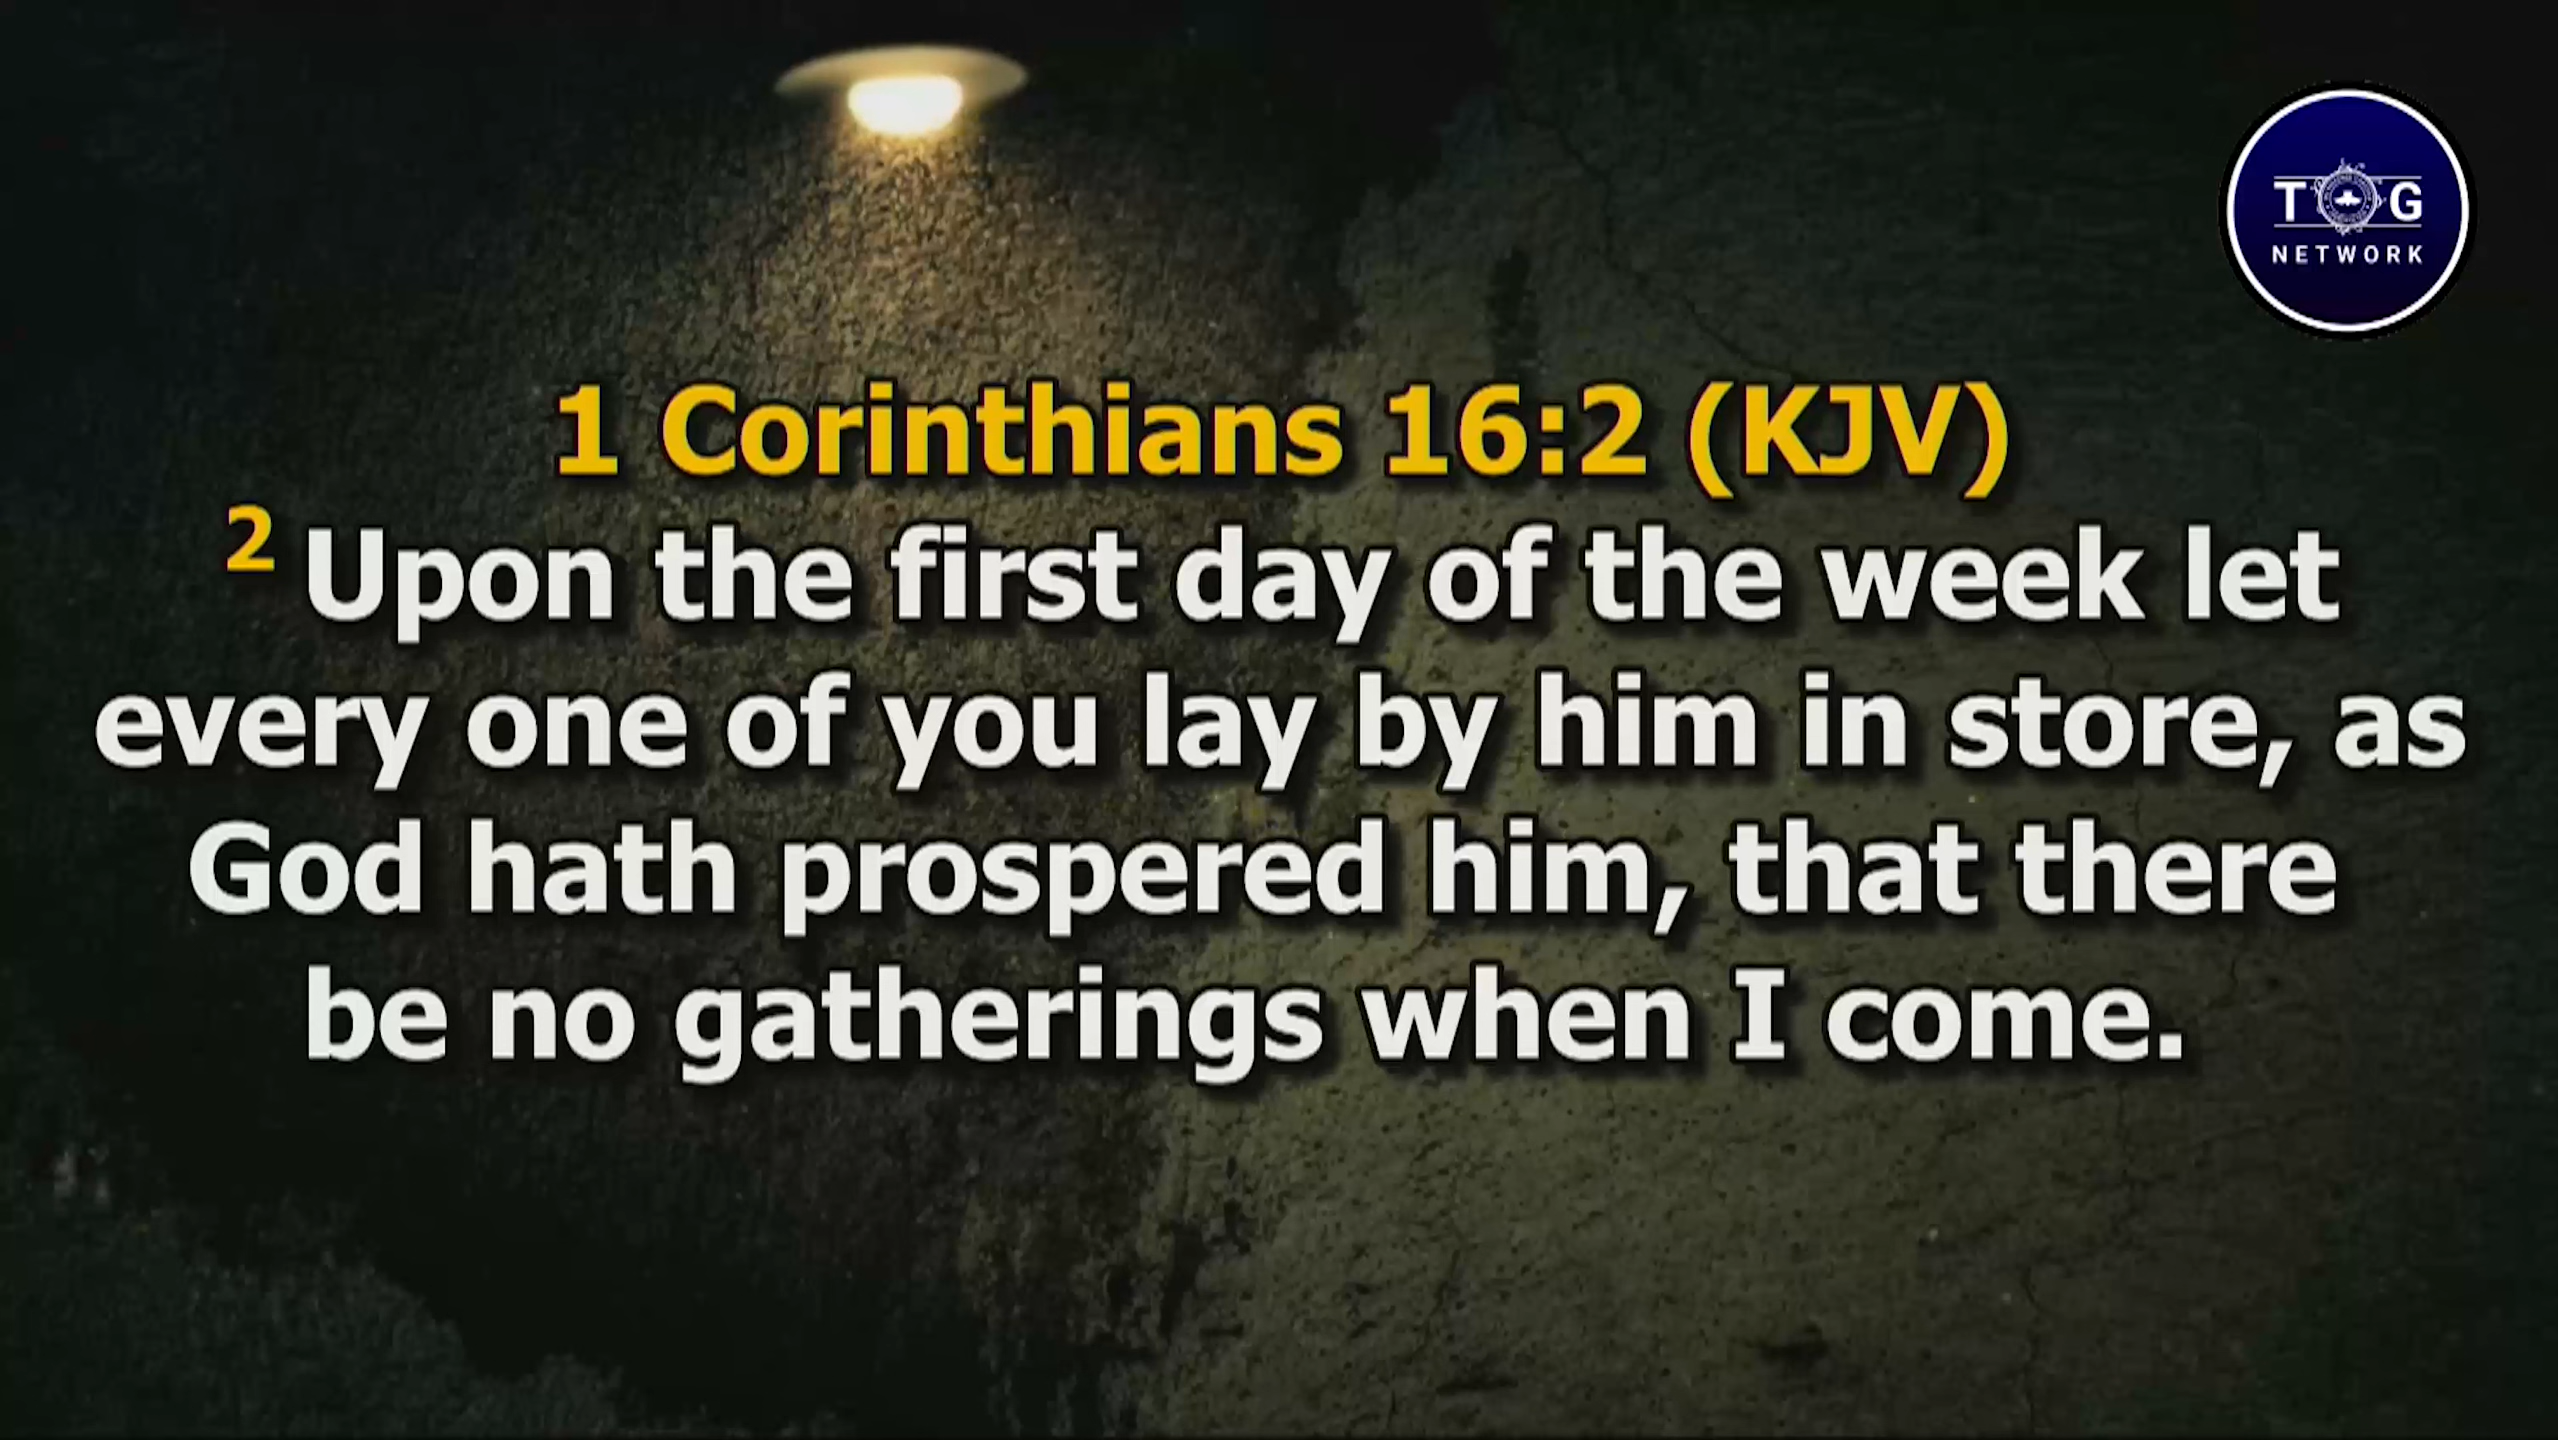 TOG
NETWORK
1 Corinthians 16:2 (KJV)
2 Upon the first day of the week let
every one of you lay by him in store, as
God hath prospered him, that there
be no gatherings when I come.